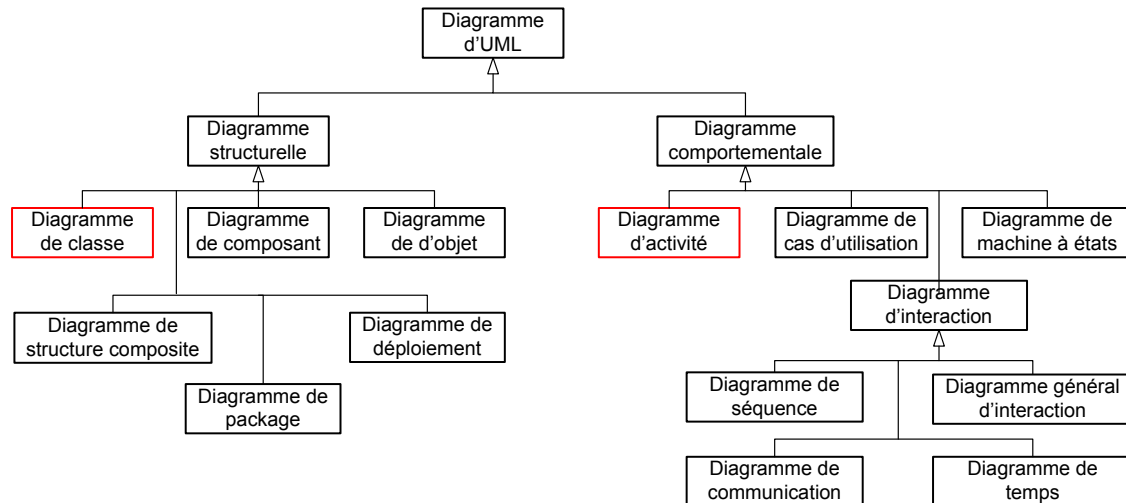 Diagramme
d'UML
Diagramme
structurelle
Diagramme
comportementale
Diagramme
de classe
Diagramme
de composant
Diagramme
de d'objet
Diagramme
d'activité
Diagramme de
cas d'utilisation
Diagramme de
machine à états
Diagramme de
structure composite
Diagramme de
déploiement
Diagramme de
package
Diagramme
d'interaction
Diagramme de
séquence
Diagramme général
d'interaction
Diagramme de
communication
Diagramme de
temps